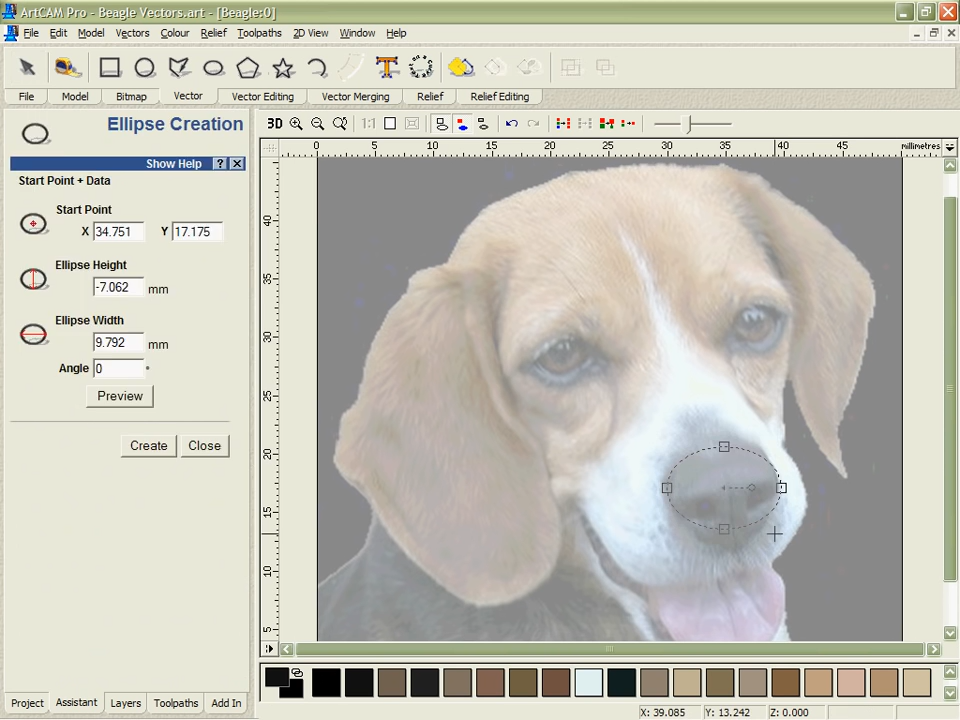 ArtCAM Pro - Beagle Vectors.art - [Beagle:0]
File Edit Model Vectors Colour Relief Toolpaths 2D View Window Help
File Model Bitmap Vector Vector Editing Vector Merging Relief Relief Editing
Ellipse Creation
3D 1:1
Show Help ? X
0 5 10 15 20 25 30 35 40 45 millimetres
Start Point + Data
Start Point
X 34.751 Y 17.175
Ellipse Height
-7.062 mm
Ellipse Width
9.792 mm
Angle 0 °
Preview
Create Close
40
35
30
25
20
15
10
5
Project Assistant Layers Toolpaths Add In
X: 39.085 Y: 13.242 Z: 0.000